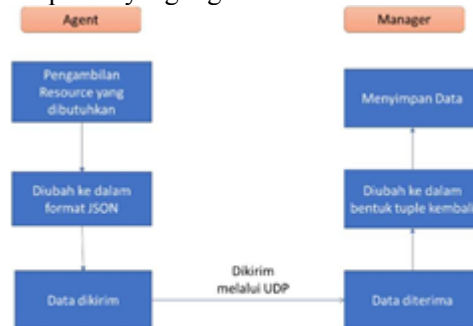 Agent
Manager
Pengambilan
Resource yang
dibutuhkan
Menyimpan Data
Diubah ke dalam
format JSON
Diubah ke dalam
bentuk tuple kembali
Dikirim
melalui UDP
Data dikirim
Data diterima